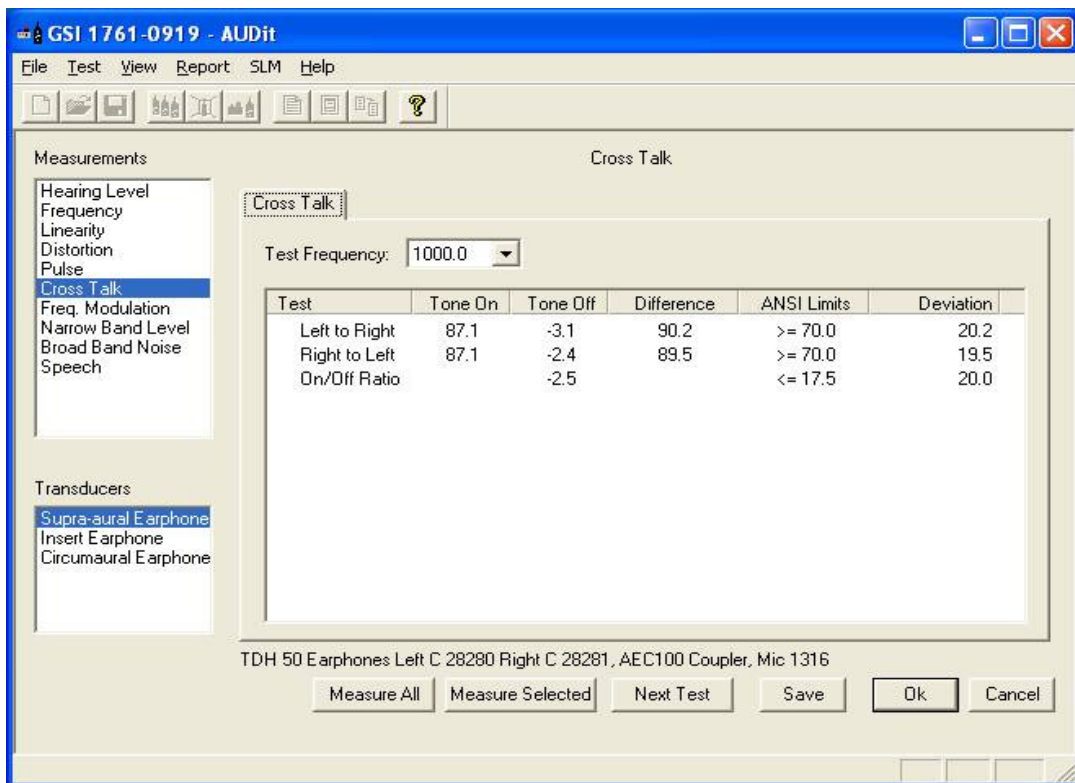 GSI 1761-0919 - AUDit
File Test View Report SLM Help
Measurements
Hearing Level
Frequency
Linearity
Distortion
Pulse
Cross Talk
Freq. Modulation
Narrow Band Level
Broad Band Noise
Speech
Transducers
Supra-aural Earphone
Insert Earphone
Circumaural Earphone
Cross Talk
Cross Talk
Test Frequency: 1000.0
Test Tone On Tone Off Difference ANSI Limits Deviation
Left to Right 87.1 -3.1 90.2 >= 70.0 20.2
Right to Left 87.1 -2.4 89.5 >= 70.0 19.5
On/Off Ratio -2.5 <= 17.5 20.0
TDH 50 Earphones Left C 28280 Right C 28281, AEC100 Coupler, Mic 1316
Measure All Measure Selected Next Test Save Ok Cancel